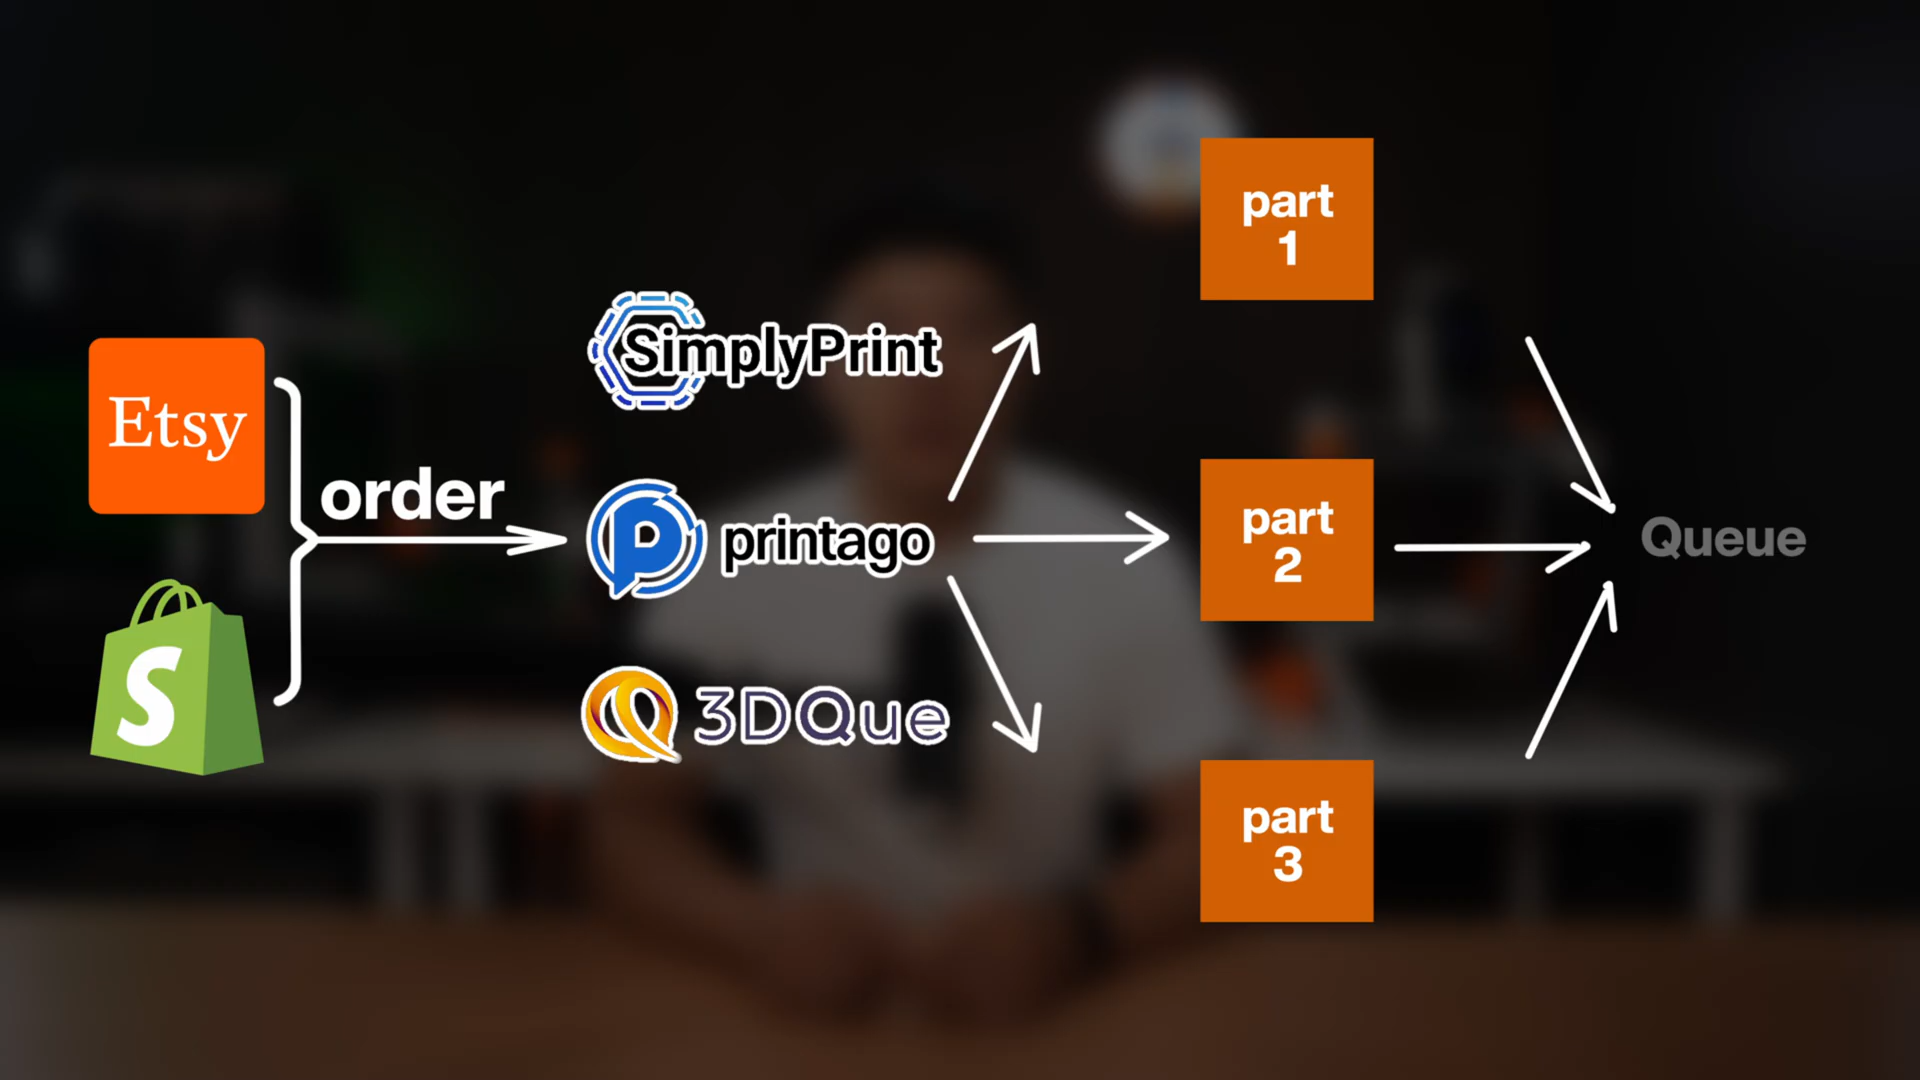 Etsy
S
order
SimplyPrint
printago
3DQue
part
1
part
2
part
3
Queue